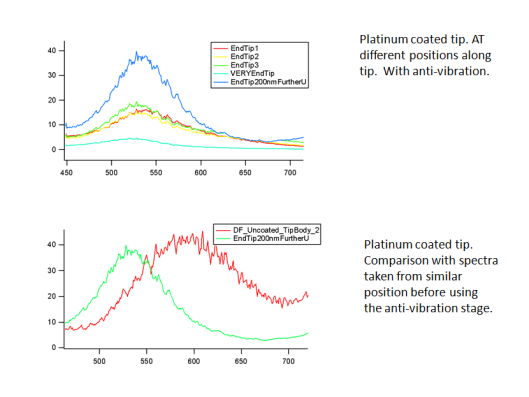 Platinum coated tip. AT
different positions along
tip. With anti-vibration.
40
30
20
10
0
450
500
550
600
650
700
EndTip1
EndTip2
EndTip3
VERYEndTip
EndTip200nmFurtherU
Platinum coated tip.
Comparison with spectra
taken from similar
position before using
the anti-vibration stage.
40
30
20
10
0
500
550
600
650
700
DF_Uncoated_TipBody_2
EndTip200nmFurtherU